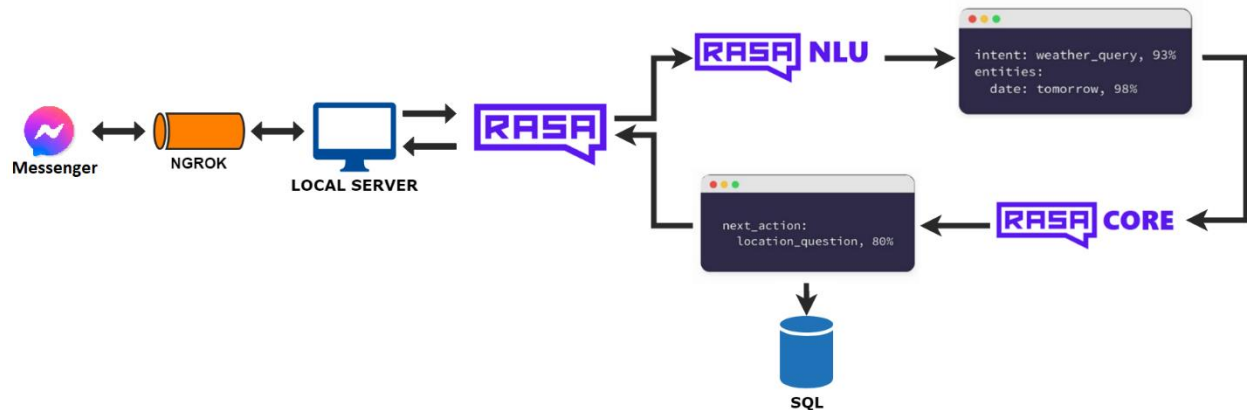 Messenger
NGROK
LOCAL SERVER
RASA
RASA NLU
intent: weather_query, 93%
entities:
date: tomorrow, 98%
RASA CORE
next_action:
location_question, 80%
SQL